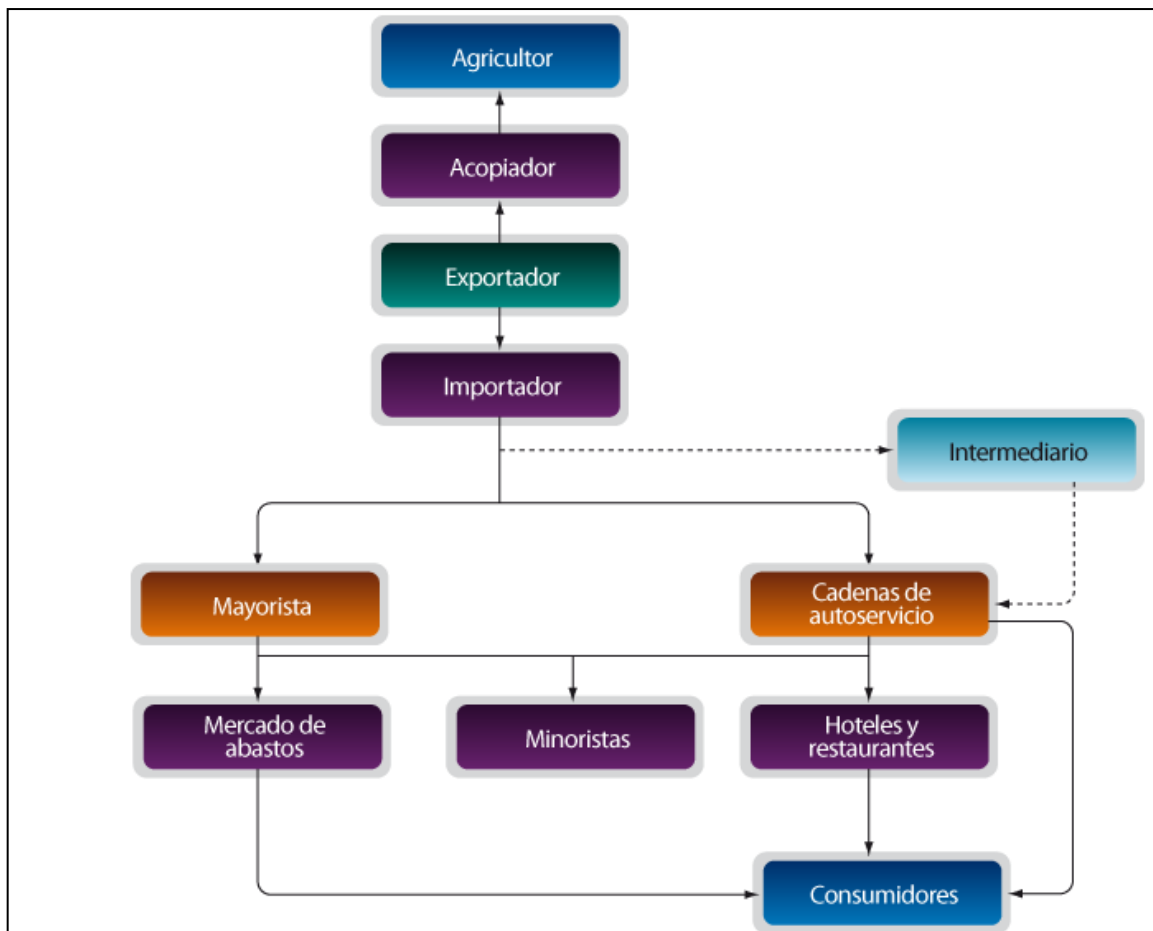 Agricultor
Acopiador
Exportador
Importador
Intermediario
Mayorista
Cadenas de
autoservicio
Mercado de
abastos
Minoristas
Hoteles y
restaurantes
Consumidores